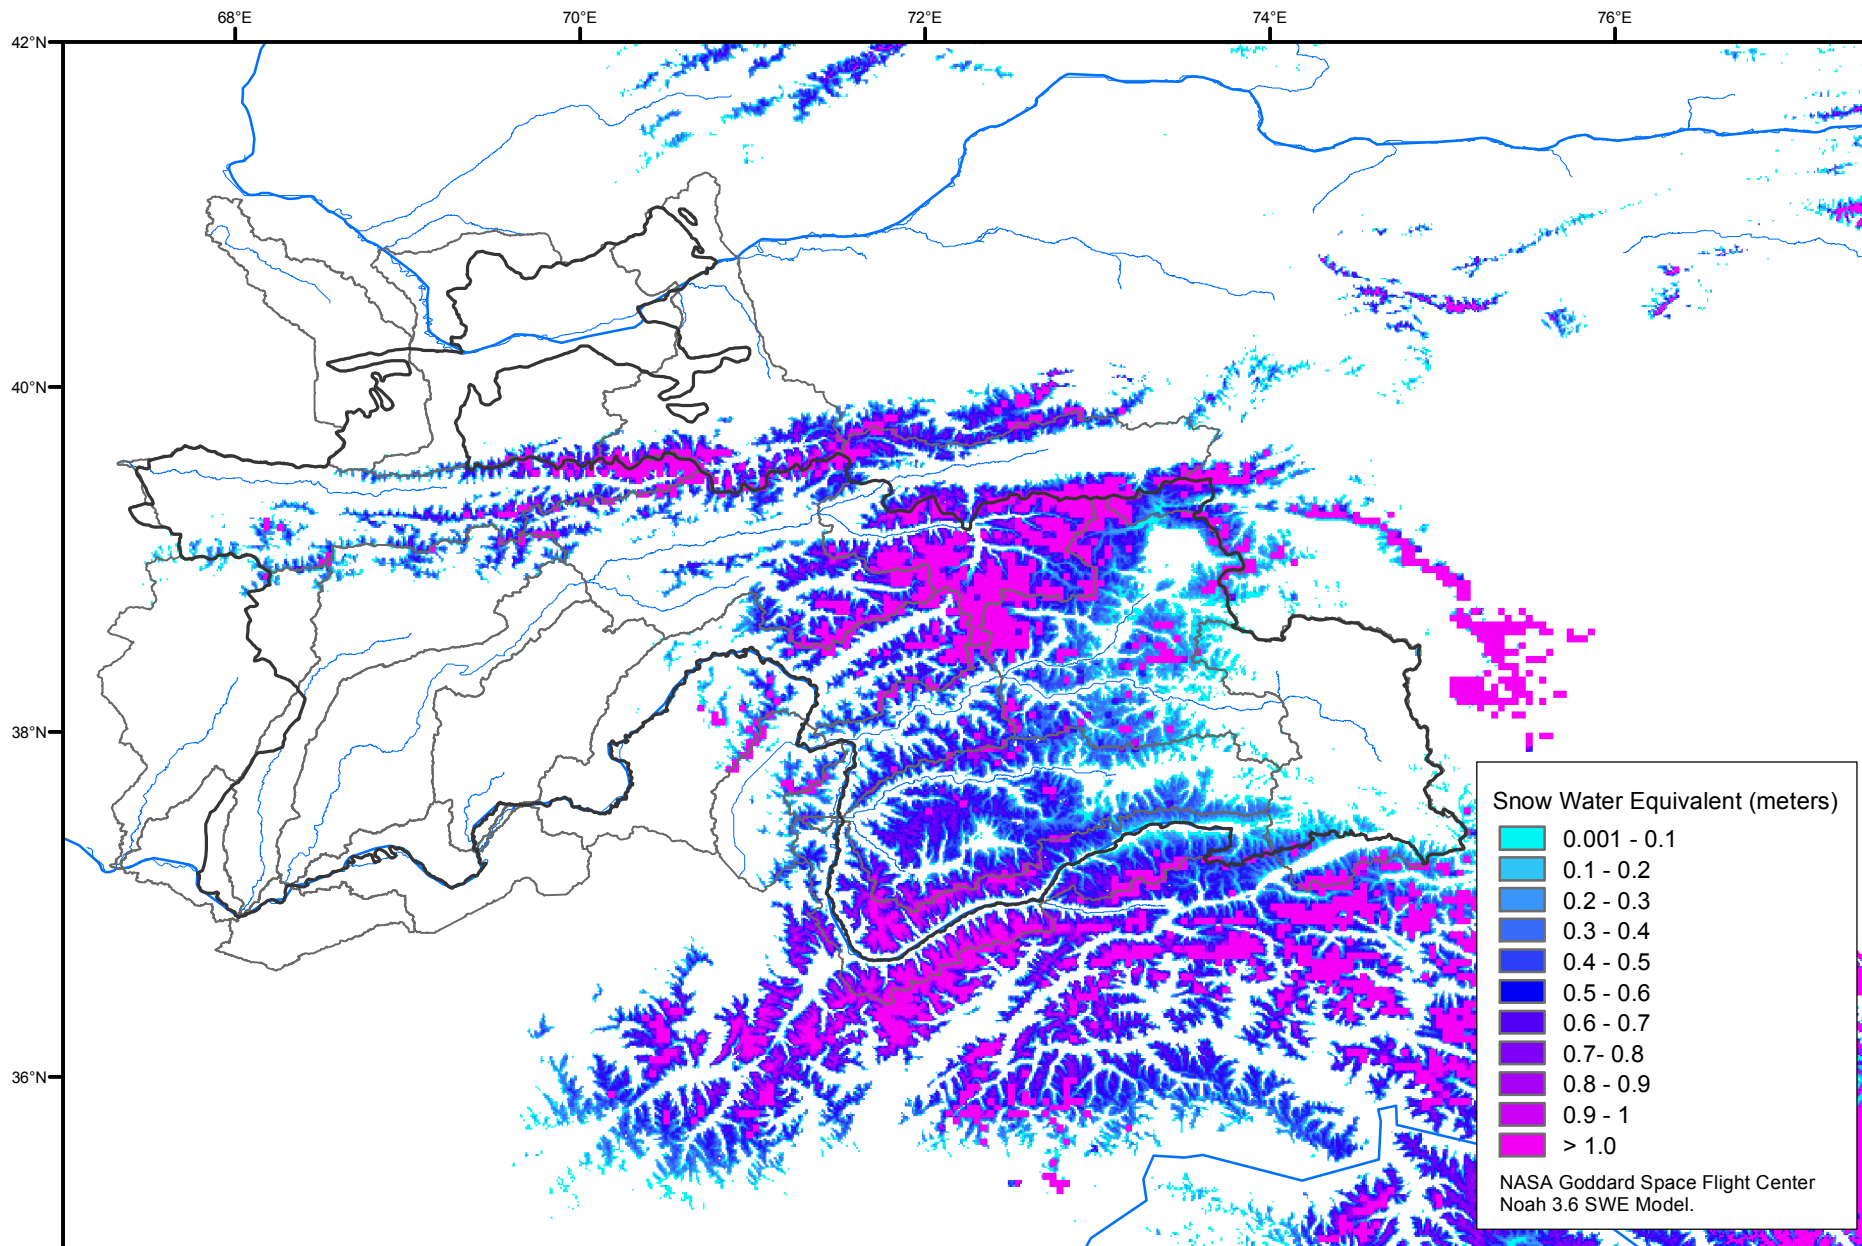 68°E
70°E
72°E
74°E
76°E
42°N
40°N
38°N
36°N
Snow Water Equivalent (meters)
0.001 - 0.1
0.1 - 0.2
0.2 - 0.3
0.3 - 0.4
0.4 - 0.5
0.5 - 0.6
0.6 - 0.7
0.7- 0.8
0.8 - 0.9
0.9 - 1
> 1.0
NASA Goddard Space Flight Center
Noah 3.6 SWE Model.